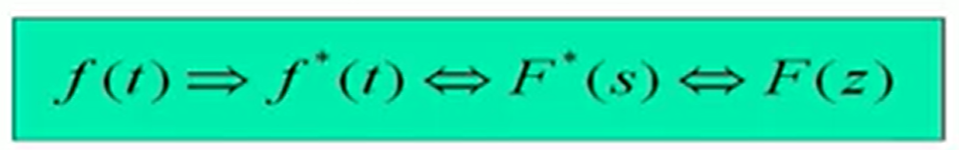 f(t) ⇒ f*(t) ⇔ F*(s) ⇔ F(z)